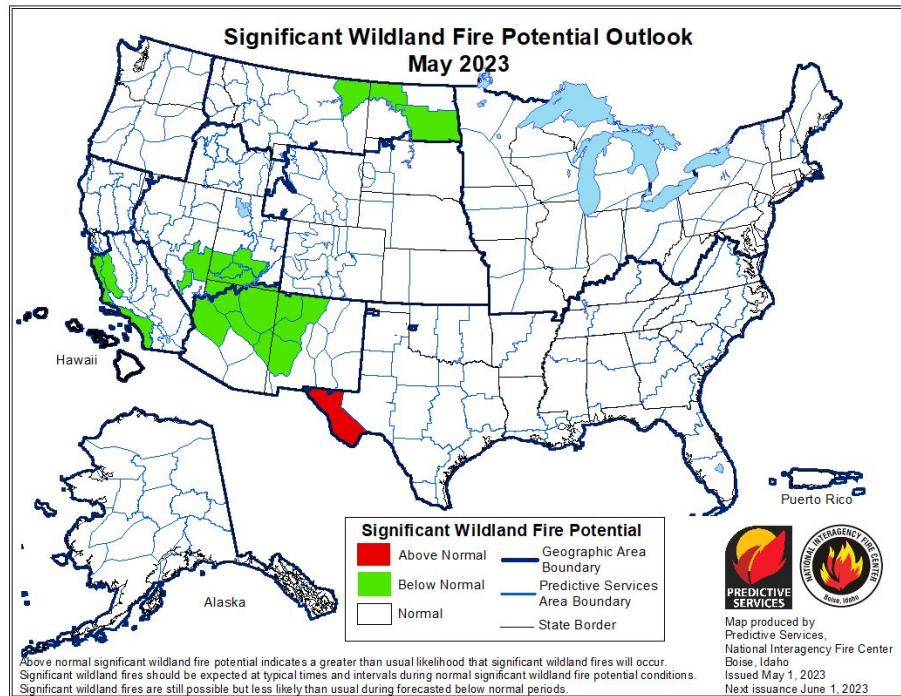 Significant Wildland Fire Potential Outlook
May 2023
Hawaii
Alaska
Puerto Rico
Significant Wildland Fire Potential
Above Normal
Below Normal
Normal
Geographic Area
Boundary
Predictive Services
Area Boundary
State Border
PREDICTIVE
SERVICES
NATIONAL INTERAGENCY FIRE CENTER
Boise, Idaho
Map produced by
Predictive Services,
National Interagency Fire Center
Boise, Idaho
Issued May 1, 2023
Next issuance June 1, 2023
Above normal significant wildland fire potential indicates a greater than usual likelihood that significant wildland fires will occur.
Significant wildland fires should be expected at typical times and intervals during normal significant wildland fire potential conditions.
Significant wildland fires are still possible but less likely than usual during forecasted below normal periods.